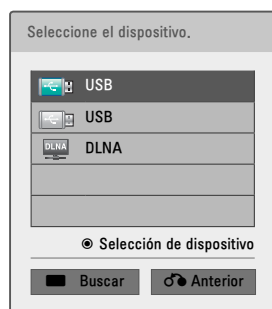 Seleccione el dispositivo.
USB
USB
DLNA DLNA
◉ Selección de dispositivo
Buscar Anterior